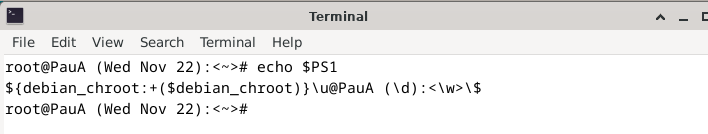 Terminal
File Edit View Search Terminal Help
root@PauA (Wed Nov 22):<~># echo $PS1
${debian_chroot:+($debian_chroot)}\u@PauA (\d):<\w>\$
root@PauA (Wed Nov 22):<~>#